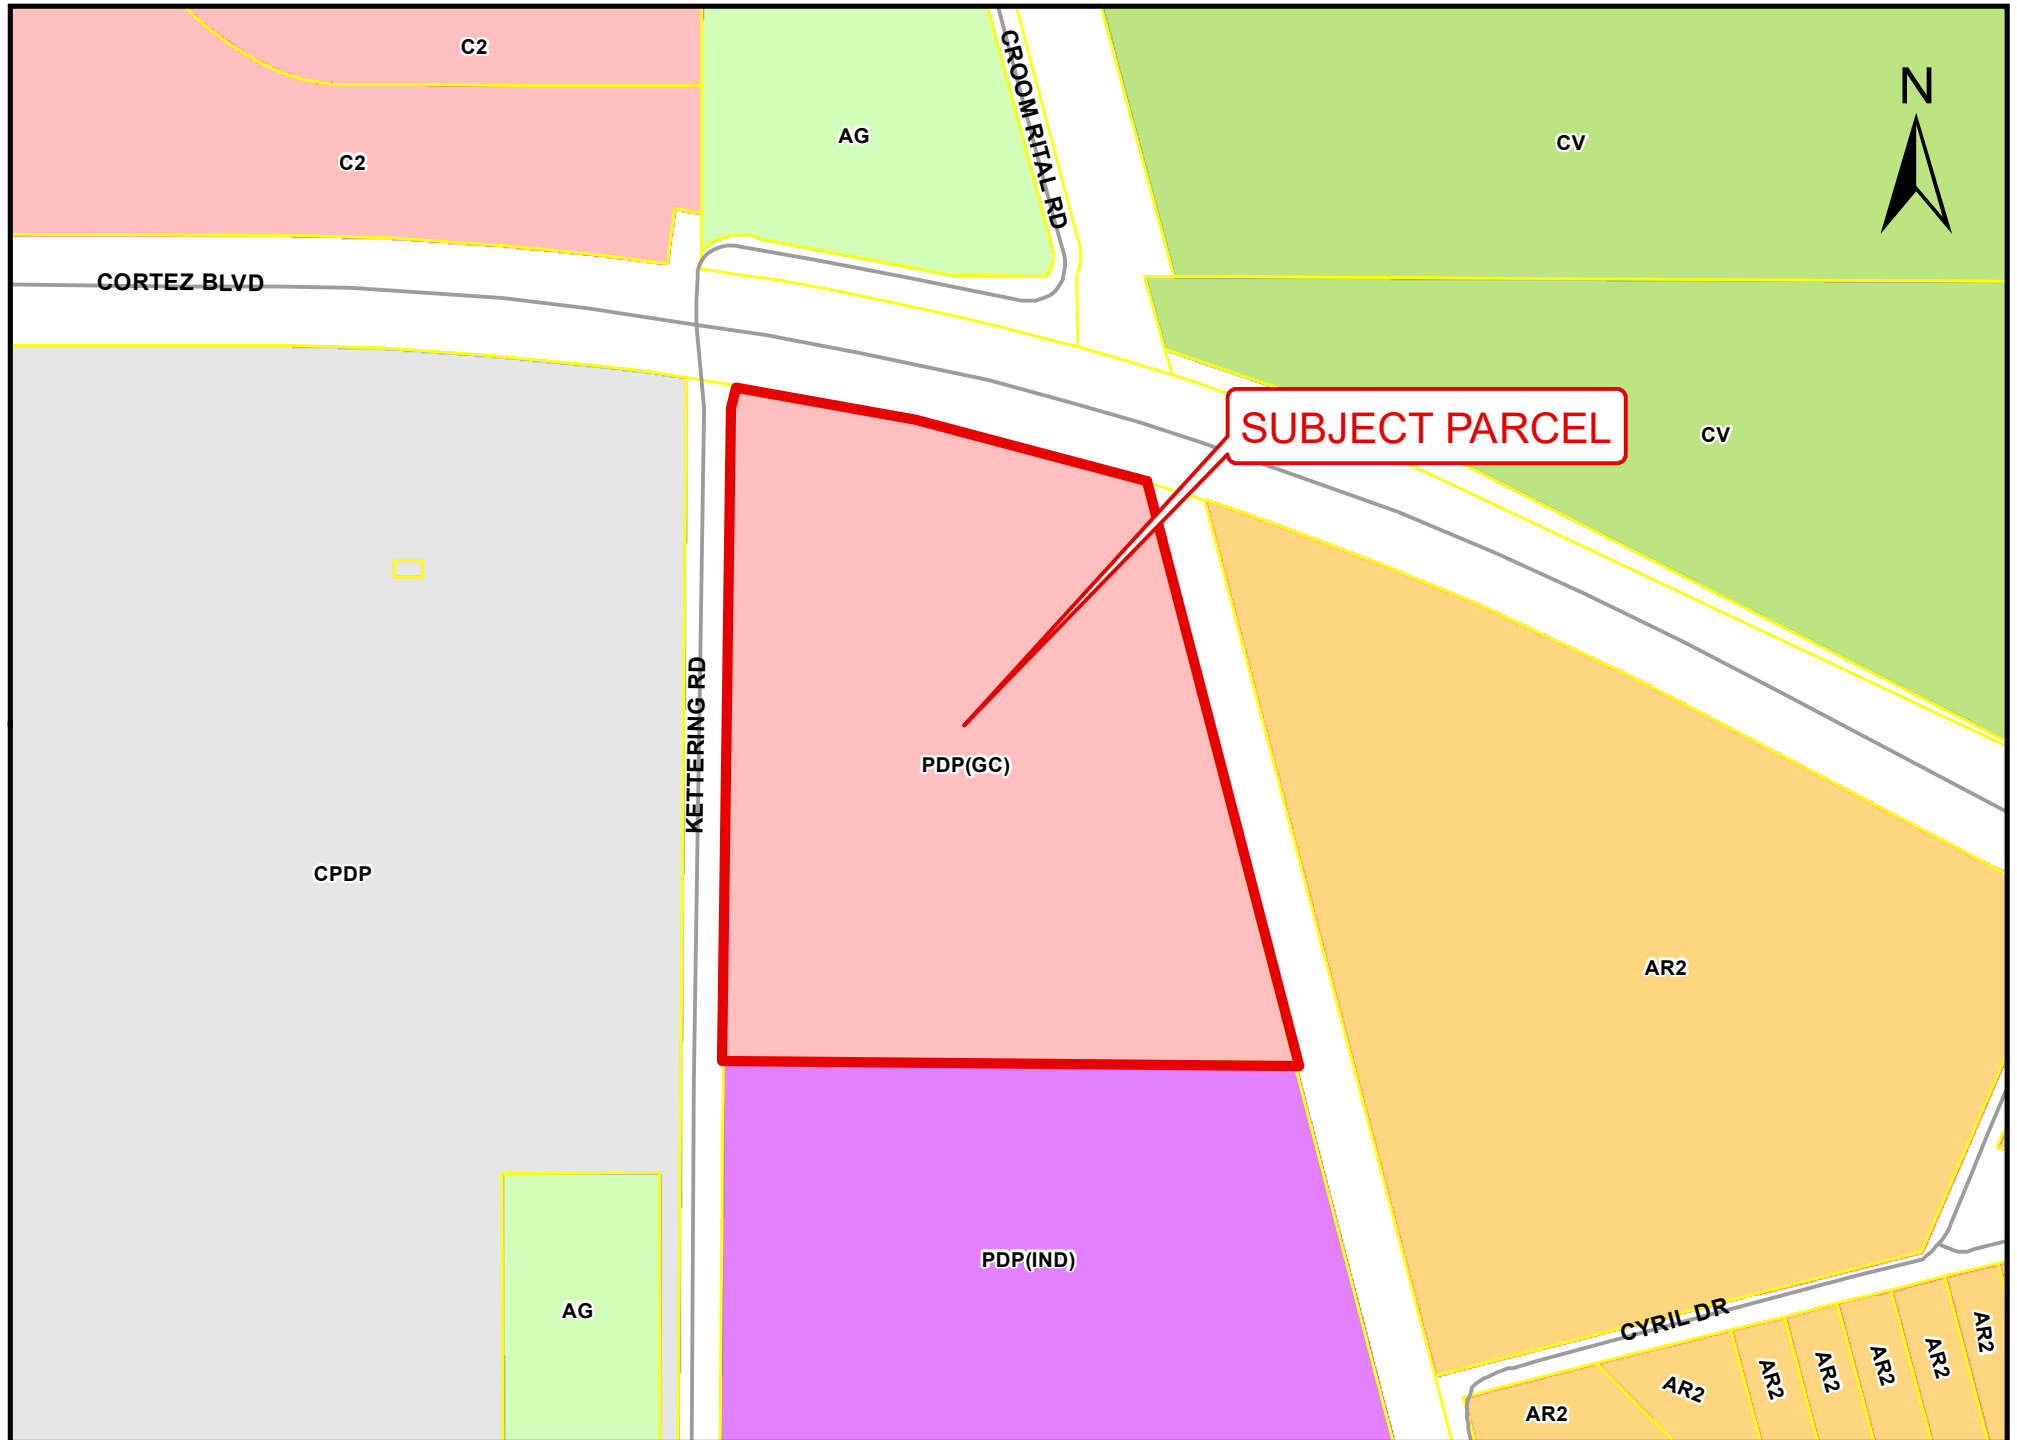 C2
AG
CROOM RITAL RD
CV
N
C2
CORTEZ BLVD
SUBJECT PARCEL
CV
KETTERING RD
PDP(GC)
CPDP
AR2
PDP(IND)
AG
CYRIL DR
AR2
AR2
AR2
AR2
AR2
AR2
AR2